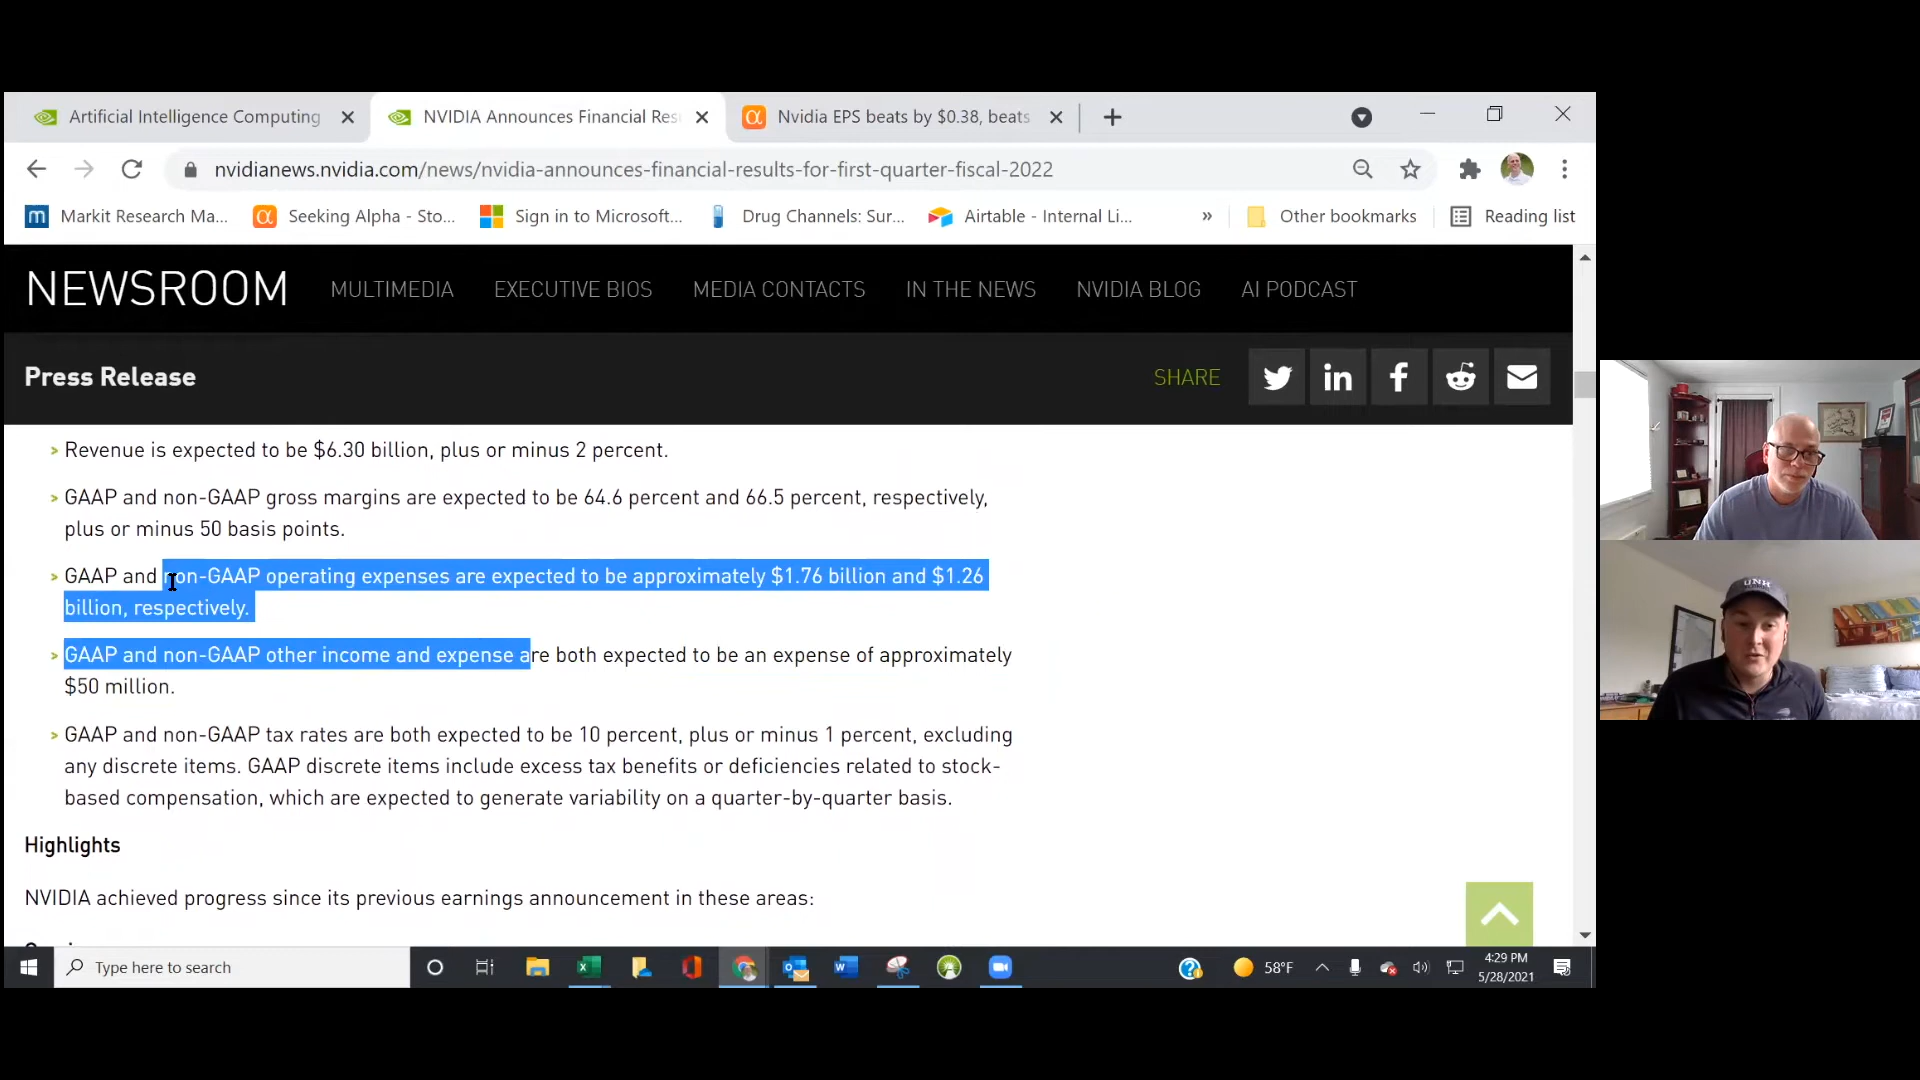 Artificial Intelligence Computing
NVIDIA Announces Financial Res
Nvidia EPS beats by $0.38, beats
nvidianews.nvidia.com/news/nvidia-announces-financial-results-for-first-quarter-fiscal-2022
Markit Research Ma...
Seeking Alpha - Sto...
Sign in to Microsoft...
Drug Channels: Sur...
Airtable - Internal Li...
»
Other bookmarks
Reading list
NEWSROOM
MULTIMEDIA
EXECUTIVE BIOS
MEDIA CONTACTS
IN THE NEWS
NVIDIA BLOG
AI PODCAST
Press Release
SHARE
> Revenue is expected to be $6.30 billion, plus or minus 2 percent.
> GAAP and non-GAAP gross margins are expected to be 64.6 percent and 66.5 percent, respectively,
plus or minus 50 basis points.
> GAAP and non-GAAP operating expenses are expected to be approximately $1.76 billion and $1.26
billion, respectively.
> GAAP and non-GAAP other income and expense are both expected to be an expense of approximately
$50 million.
> GAAP and non-GAAP tax rates are both expected to be 10 percent, plus or minus 1 percent, excluding
any discrete items. GAAP discrete items include excess tax benefits or deficiencies related to stock-
based compensation, which are expected to generate variability on a quarter-by-quarter basis.
Highlights
NVIDIA achieved progress since its previous earnings announcement in these areas:
Type here to search
58°F
4:29 PM
5/28/2021
UNK